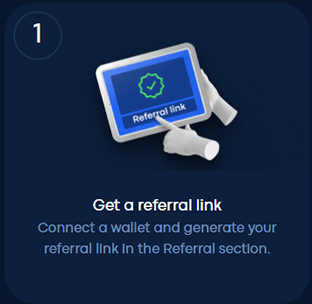 1
Referral link
Get a referral link
Connect a wallet and generate your
referral link in the Referral section.